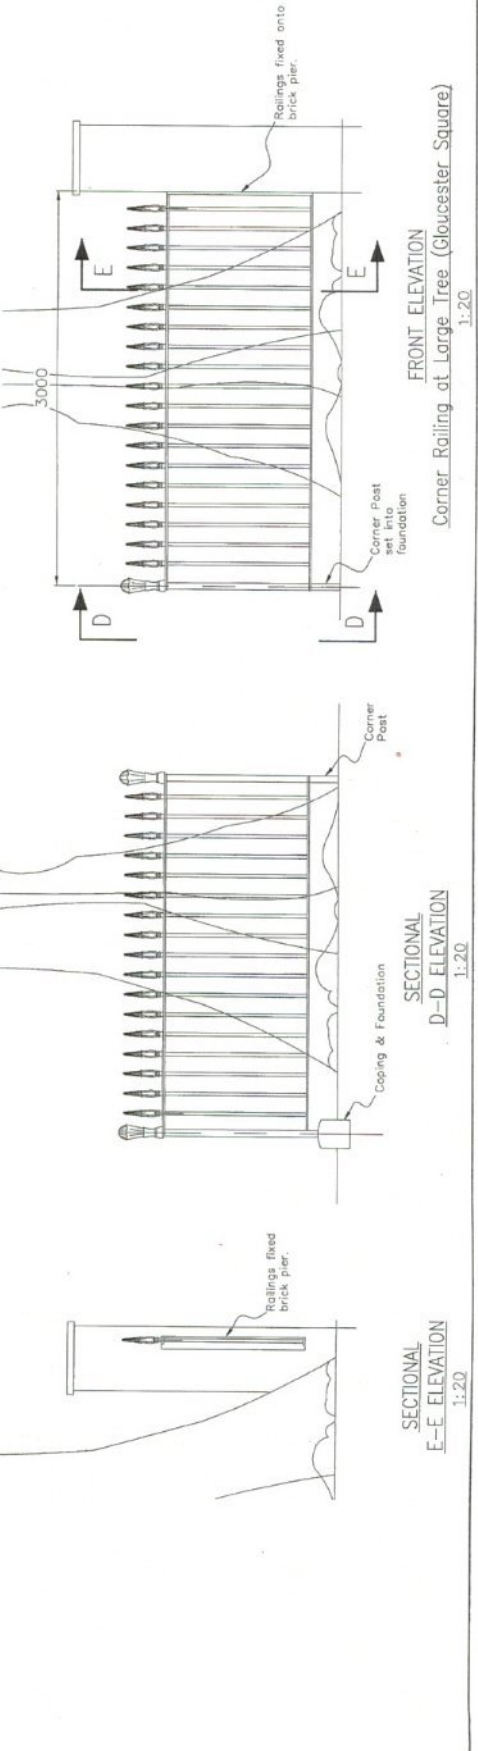 Railings fixed
brick pier.
SECTIONAL
E-E ELEVATION
1:20
Coping & Foundation
Corner
Post
SECTIONAL
D-D ELEVATION
1:20
3000
D
D
E
E
Corner Post
set into
foundation
Railings fixed onto
brick pier.
FRONT ELEVATION
Corner Railing at Large Tree (Gloucester Square)
1:20